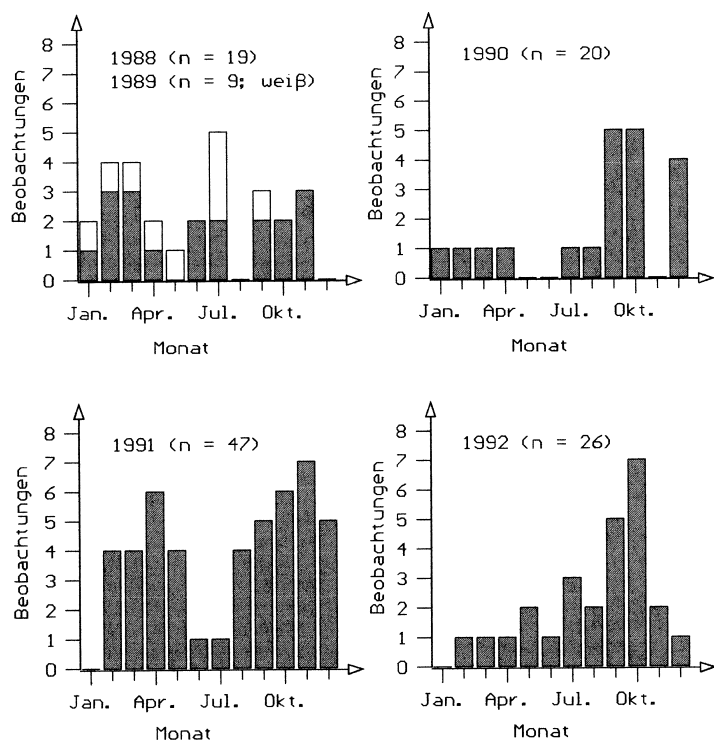 1988 (n = 19)
1989 (n = 9; weiß)
Beobachtungen
8
7
6
5
4
3
2
1
0
Jan. Apr. Jul. Okt.
Monat
1990 (n = 20)
Beobachtungen
8
7
6
5
4
3
2
1
0
Jan. Apr. Jul. Okt.
Monat
1991 (n = 47)
Beobachtungen
8
7
6
5
4
3
2
1
0
Jan. Apr. Jul. Okt.
Monat
1992 (n = 26)
Beobachtungen
8
7
6
5
4
3
2
1
0
Jan. Apr. Jul. Okt.
Monat